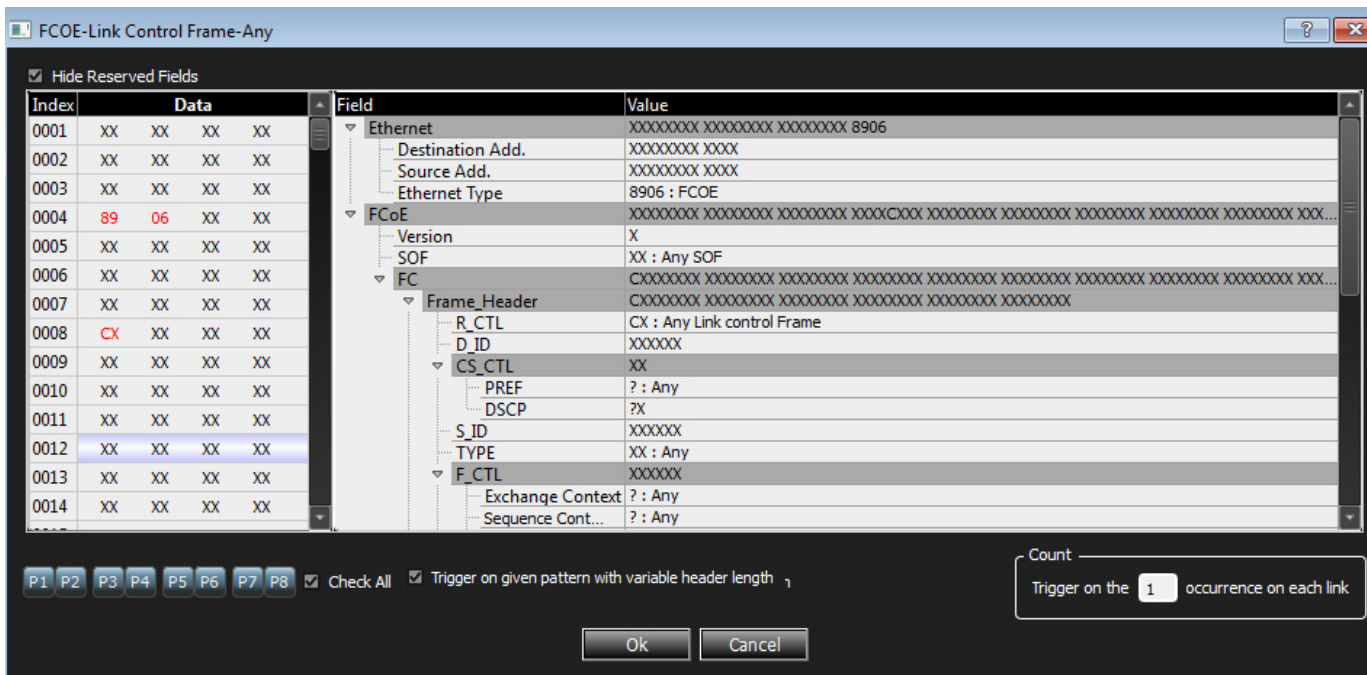 FCOE-Link Control Frame-Any
Hide Reserved Fields
Index Data
0001 XX XX XX XX
0002 XX XX XX XX
0003 XX XX XX XX
0004 89 06 XX XX
0005 XX XX XX XX
0006 XX XX XX XX
0007 XX XX XX XX
0008 CX XX XX XX
0009 XX XX XX XX
0010 XX XX XX XX
0011 XX XX XX XX
0012 XX XX XX XX
0013 XX XX XX XX
0014 XX XX XX XX
Field Value
Ethernet XXXXXXXX XXXXXXXX XXXXXXXX 8906
Destination Add. XXXXXXXX XXXX
Source Add. XXXXXXXX XXXX
Ethernet Type 8906 : FCOE
FCoE XXXXXXXX XXXXXXXX XXXXXXXX XXXXCXXX XXXXXXXX XXXXXXXX XXXXXXXX XXXXXXXX XXXXXXXX XXX...
Version X
SOF XX : Any SOF
FC CXXXXXXX XXXXXXXX XXXXXXXX XXXXXXXX XXXXXXXX XXXXXXXX XXXXXXXX XXXXXXXX XXXXXXXX XXX...
Frame_Header CXXXXXXX XXXXXXXX XXXXXXXX XXXXXXXX XXXXXXXX XXXXXXXX
R_CTL CX : Any Link control Frame
D_ID XXXXXX
CS_CTL XX
PREF ? : Any
DSCP ?X
S_ID XXXXXX
TYPE XX : Any
F_CTL XXXXXX
Exchange Context ? : Any
Sequence Cont... ? : Any
P1 P2 P3 P4 P5 P6 P7 P8 Check All Trigger on given pattern with variable header length
Count
Trigger on the 1 occurrence on each link
Ok Cancel